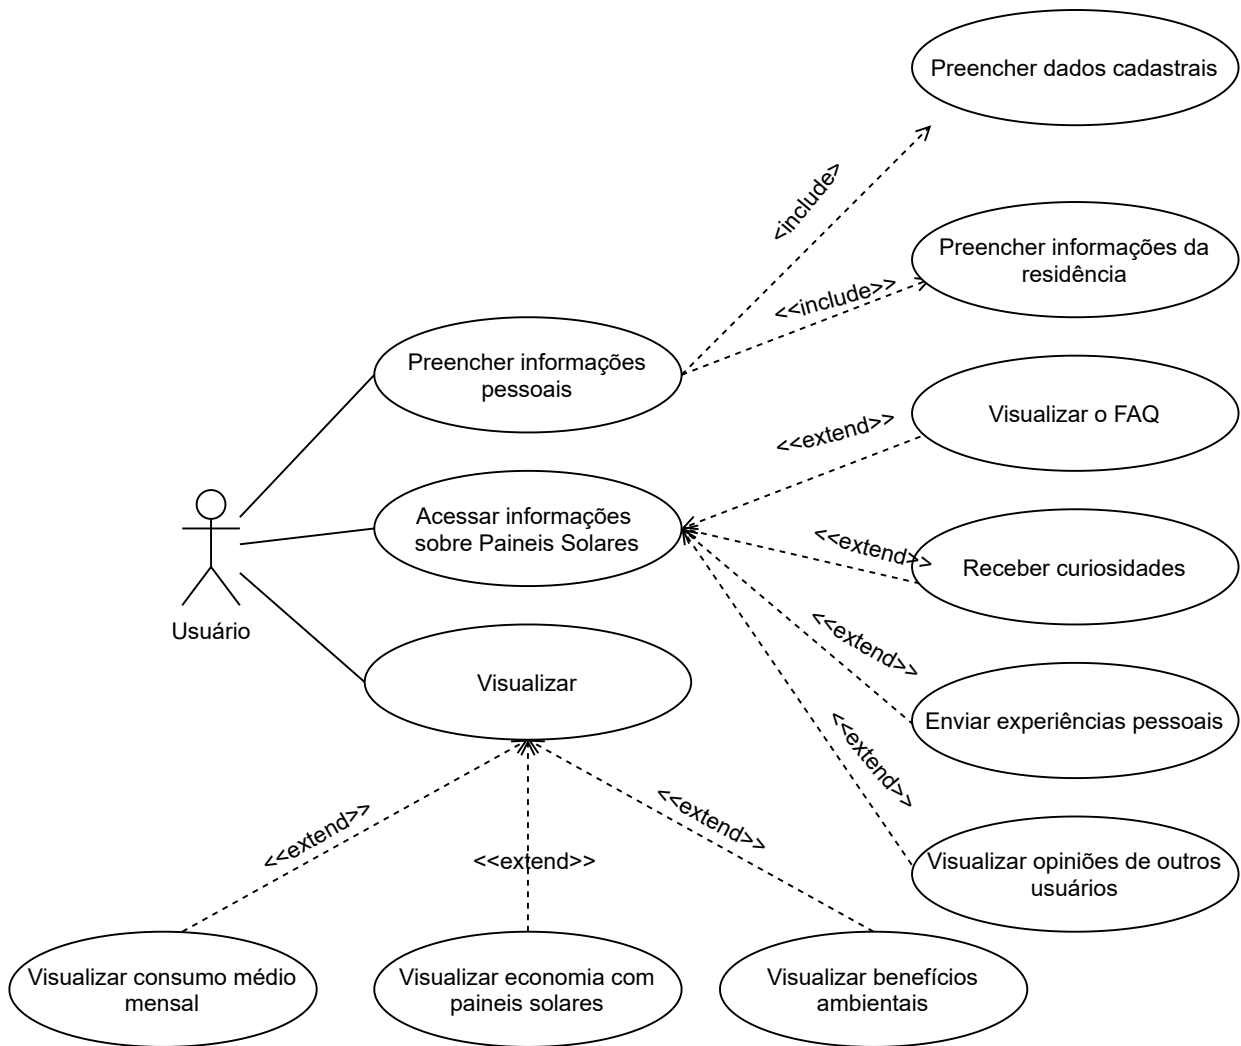 Preencher dados cadastrais
<include>
Preencher informações da
residência
<<include>>
Preencher informações
pessoais
Visualizar o FAQ
<<extend>>
Acessar informações
sobre Paineis Solares
<<extend>>
Receber curiosidades
Usuário
<<extend>>
Visualizar
Enviar experiências pessoais
<<extend>>
<<extend>>
<<extend>>
<<extend>>
Visualizar opiniões de outros
usuários
Visualizar consumo médio
mensal
Visualizar economia com
paineis solares
Visualizar benefícios
ambientais